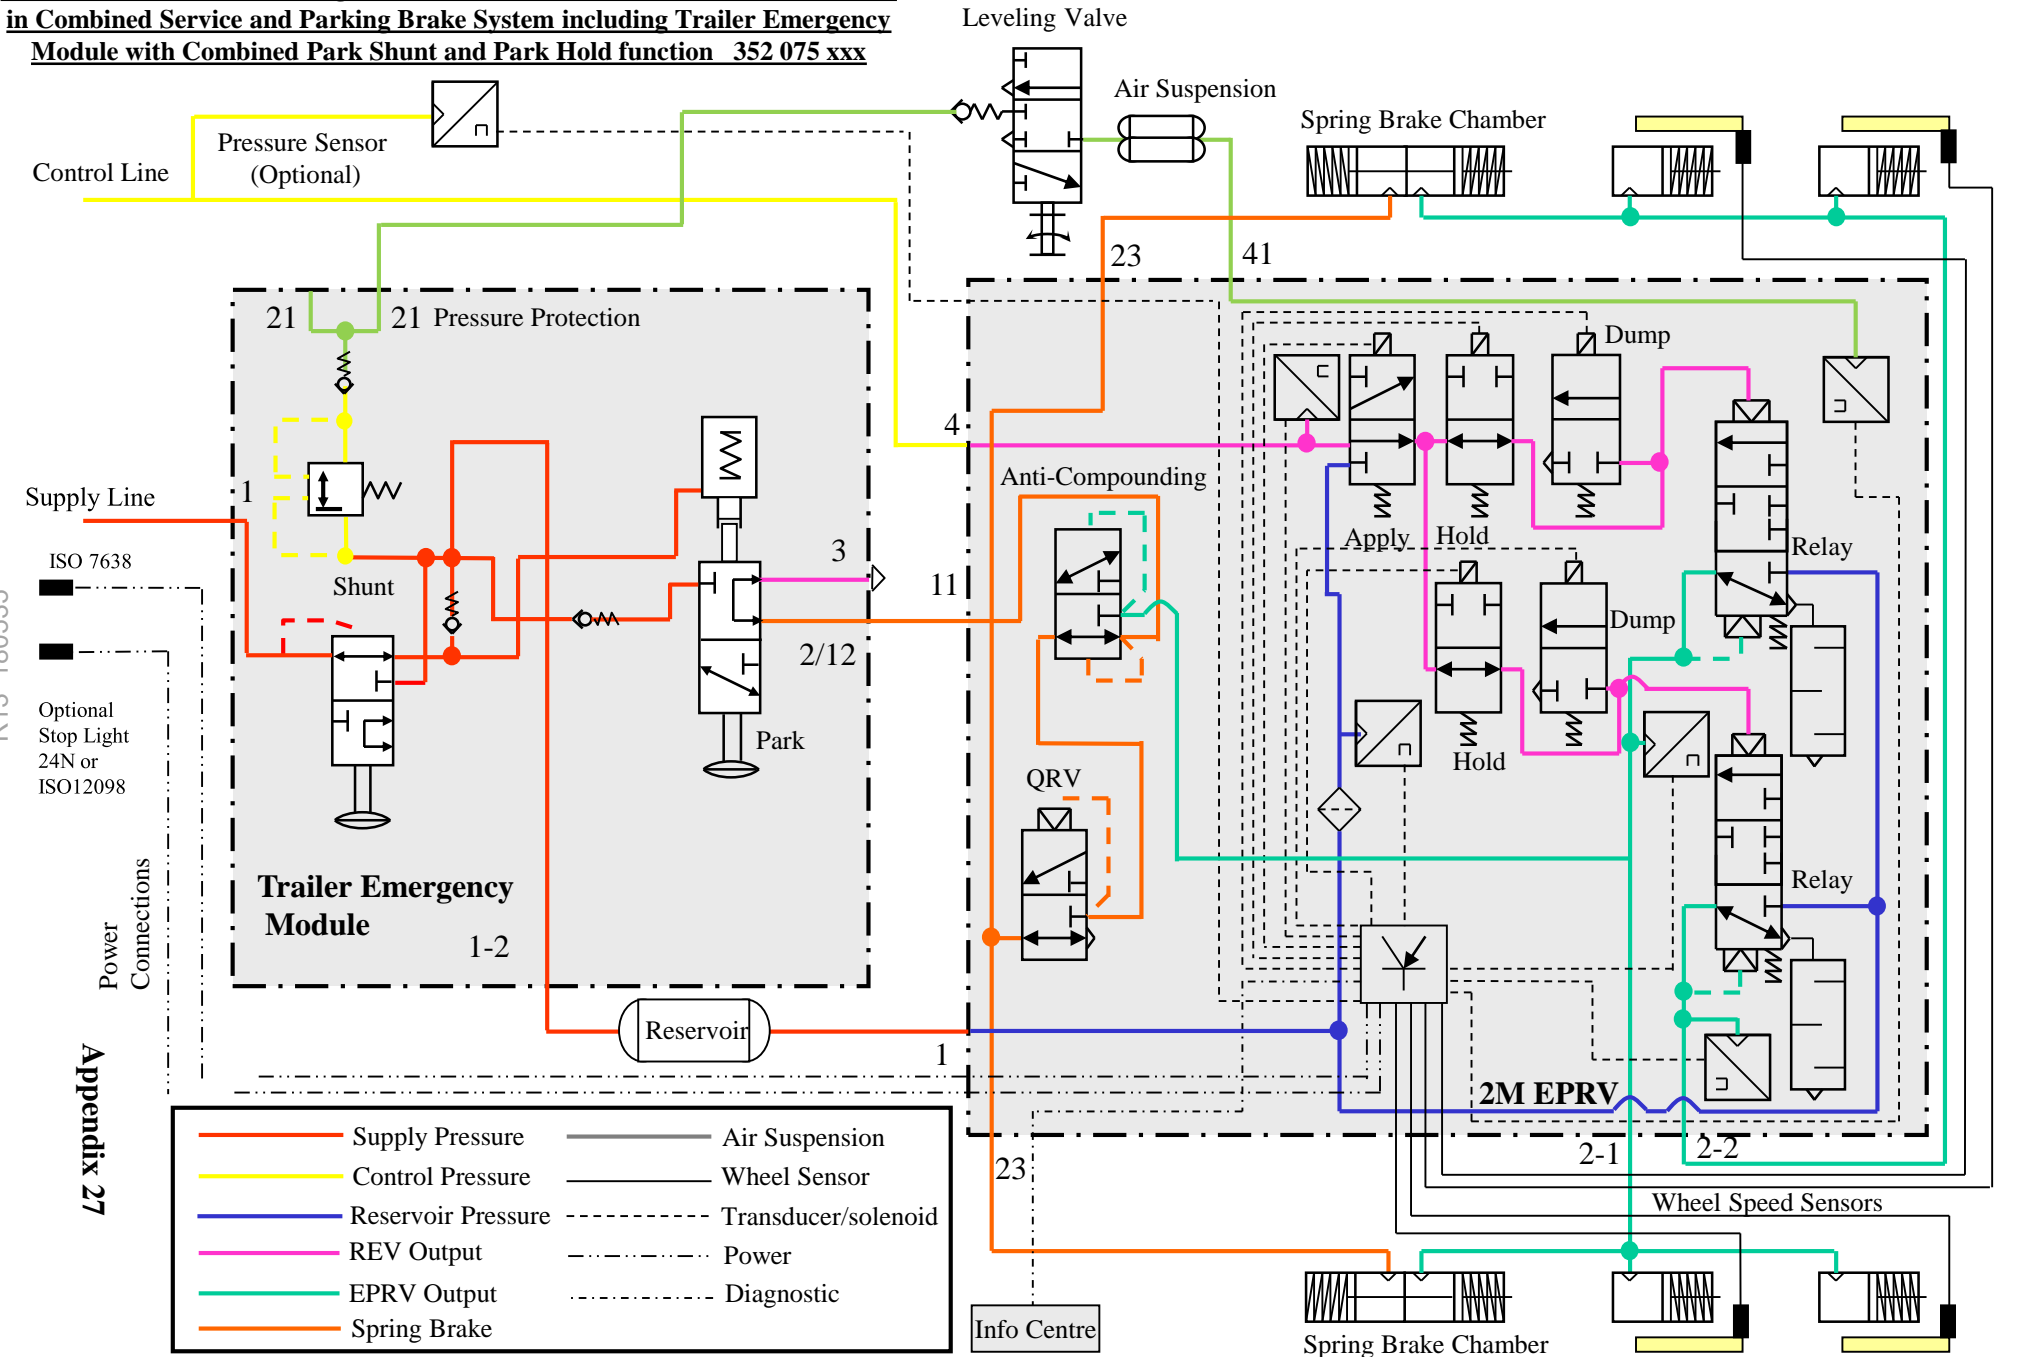 in Combined Service and Parking Brake System including Trailer Emergency
Module with Combined Park Shunt and Park Hold function 352 075 xxx
Leveling Valve
Air Suspension
Spring Brake Chamber
Pressure Sensor
(Optional)
Control Line
23
41
21
21
Pressure Protection
Dump
4
Anti-Compounding
1
Supply Line
Apply
Hold
Relay
ISO 7638
Shunt
3
11
2/12
Dump
Optional
Stop Light
24N or
ISO12098
Park
Hold
QRV
Power
Connections
Trailer Emergency
Module
1-2
Relay
Reservoir
1
Appendix 27
2M EPRV
2-1
2-2
23
Supply Pressure
Control Pressure
Reservoir Pressure
REV Output
EPRV Output
Spring Brake
Air Suspension
Wheel Sensor
Transducer/solenoid
Power
Diagnostic
Wheel Speed Sensors
Info Centre
Spring Brake Chamber